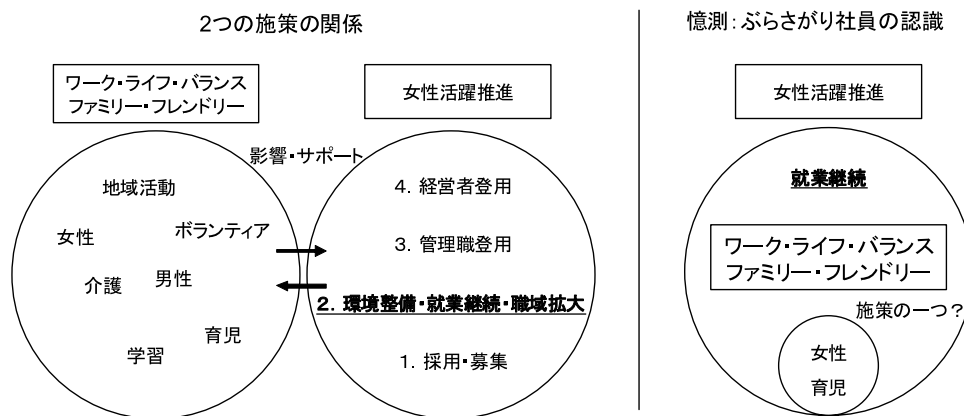 2つの施策の関係
ワーク・ライフ・バランス
ファミリー・フレンドリー
女性活躍推進
影響・サポート
地域活動
女性
ボランティア
介護
男性
育児
学習
4．経営者登用
3．管理職登用
2．環境整備・就業継続・職域拡大
1．採用・募集
憶測：ぶらさがり社員の認識
女性活躍推進
就業継続
ワーク・ライフ・バランス
ファミリー・フレンドリー
施策の一つ？
女性
育児